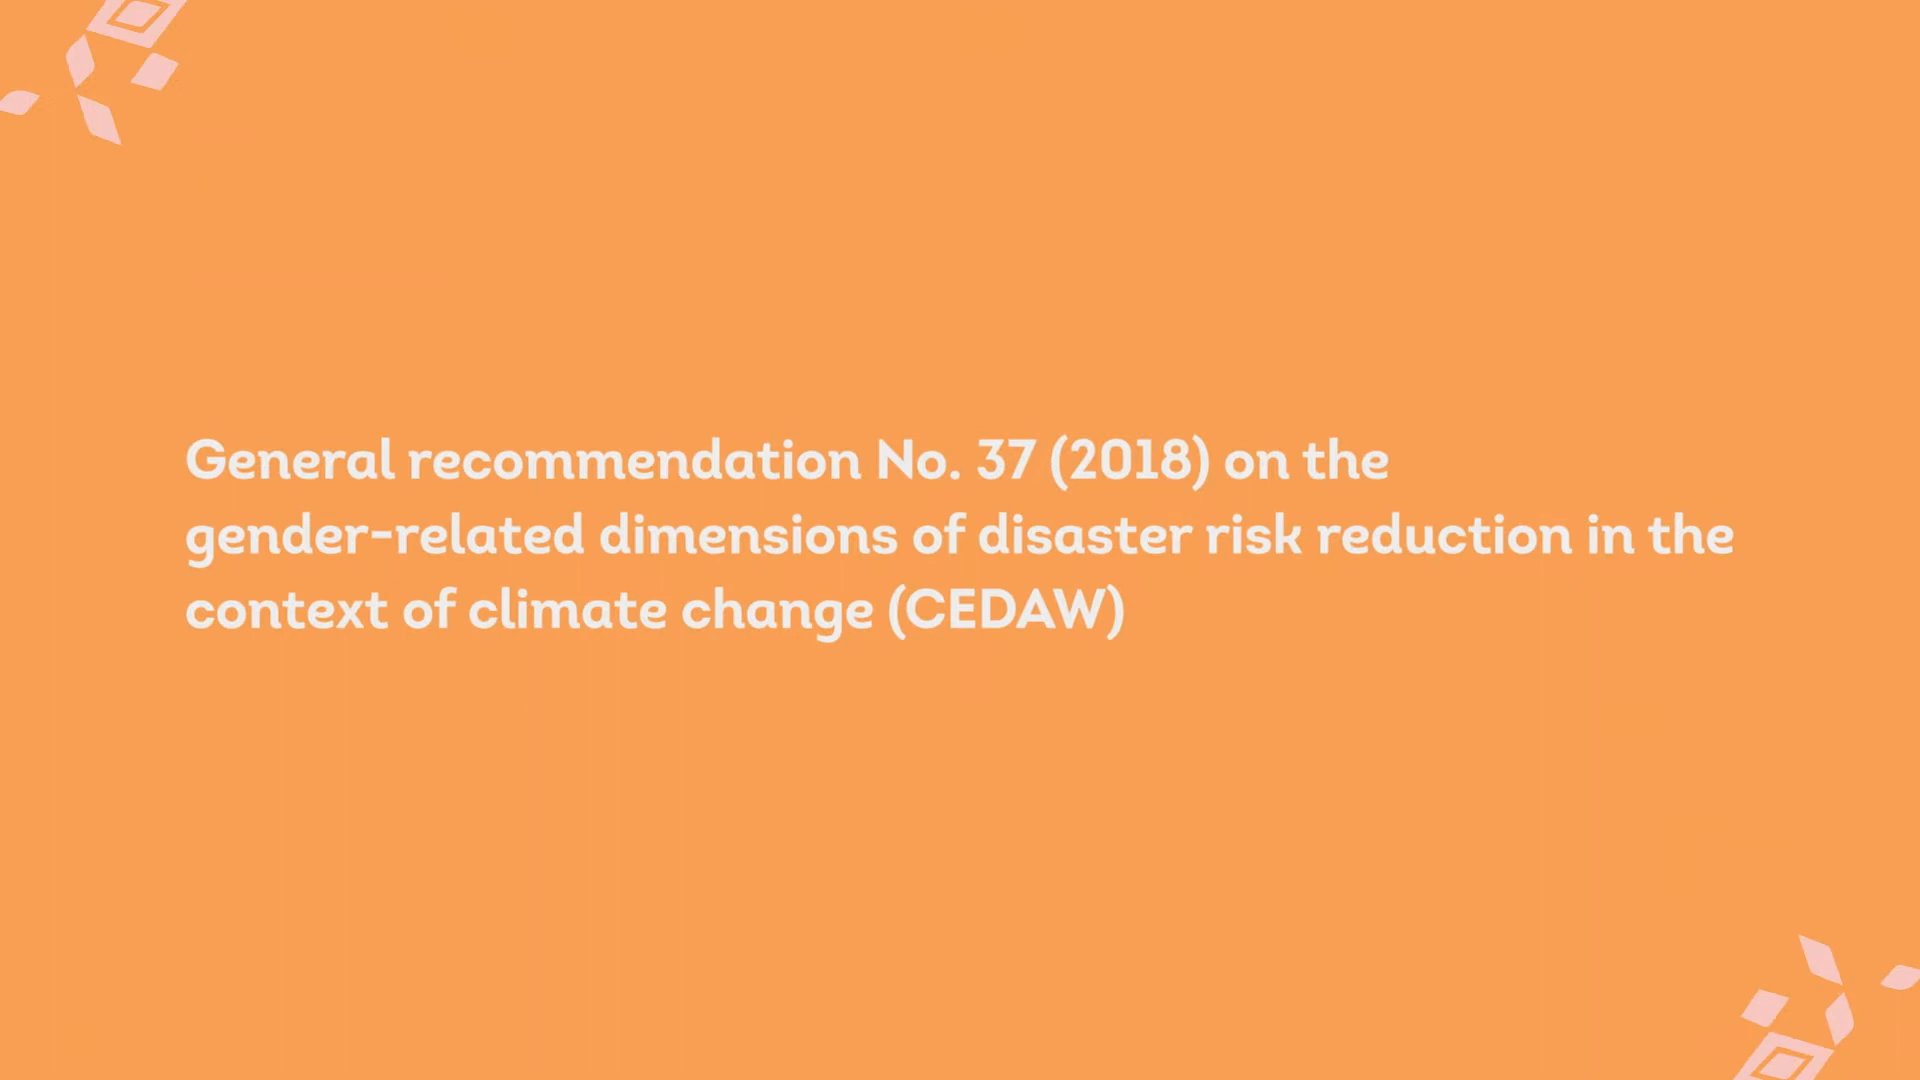 General recommendation No. 37 (2018) on the
gender-related dimensions of disaster risk reduction in the
context of climate change (CEDAW)